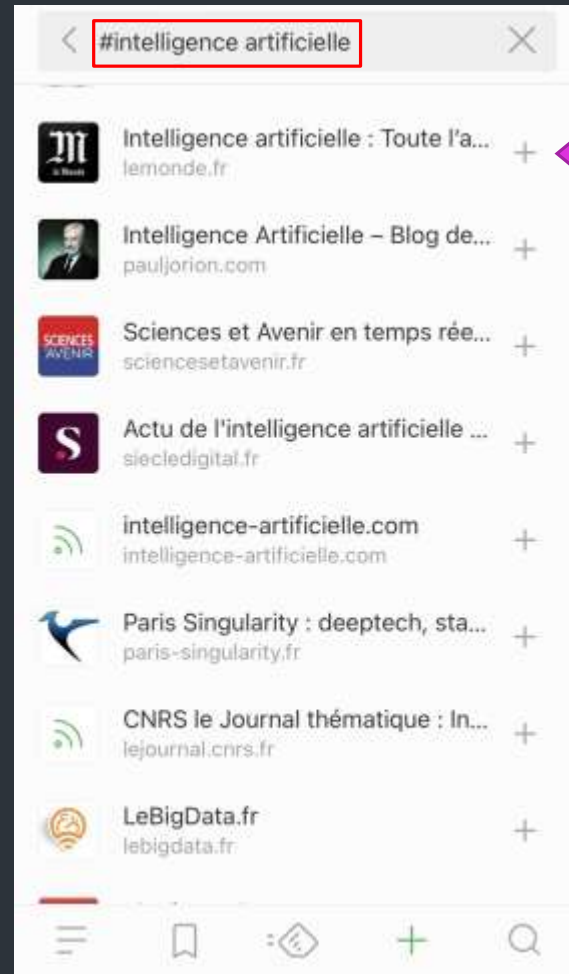 #intelligence artificielle
Intelligence artificielle : Toute l'a...
lemonde.fr
Intelligence Artificielle – Blog de...
pauljorion.com
SCIENCES
AVENIR
Sciences et Avenir en temps rée...
sciencesetavenir.fr
S
Actu de l'intelligence artificielle ...
siecledigital.fr
intelligence-artificielle.com
intelligence-artificielle.com
Paris Singularity : deeptech, sta...
paris-singularity.fr
CNRS le Journal thématique : In...
lejournal.cnrs.fr
LeBigData.fr
lebigdata.fr